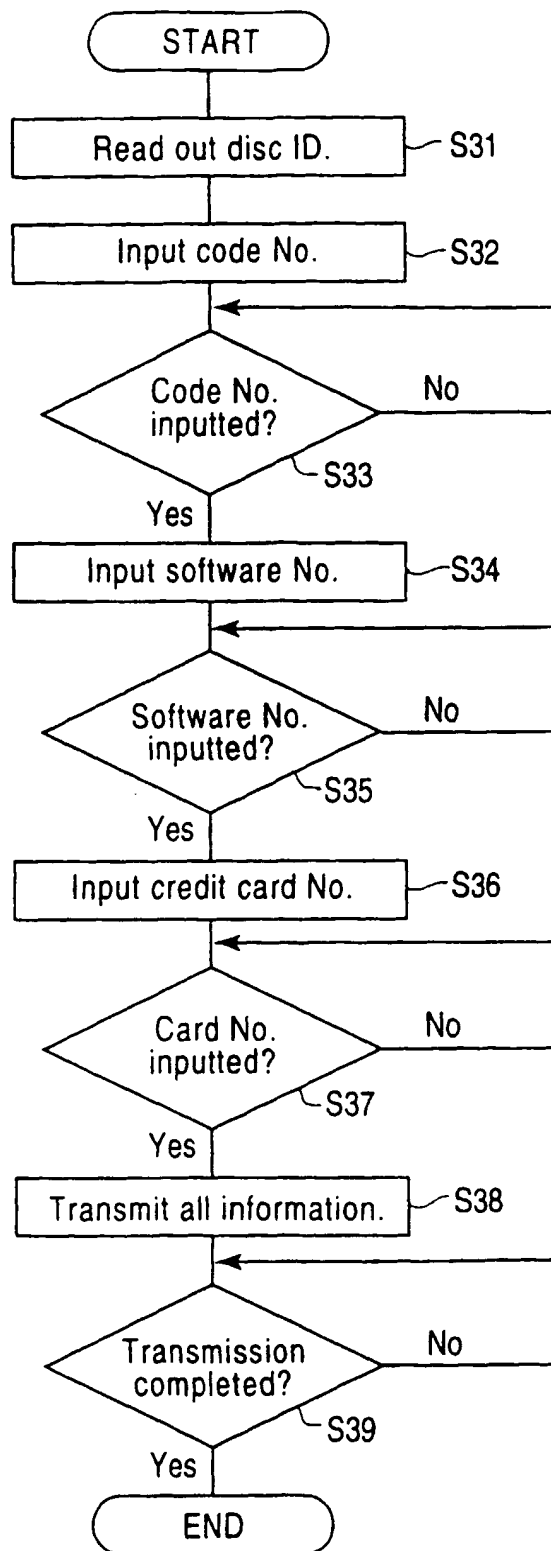 START
Read out disc ID.
S31
Input code No.
S32
Code No.
inputted?
No
S33
Yes
Input software No.
S34
Software No.
inputted?
No
S35
Yes
Input credit card No.
S36
Card No.
inputted?
No
S37
Yes
Transmit all information.
S38
Transmission
completed?
No
S39
Yes
END